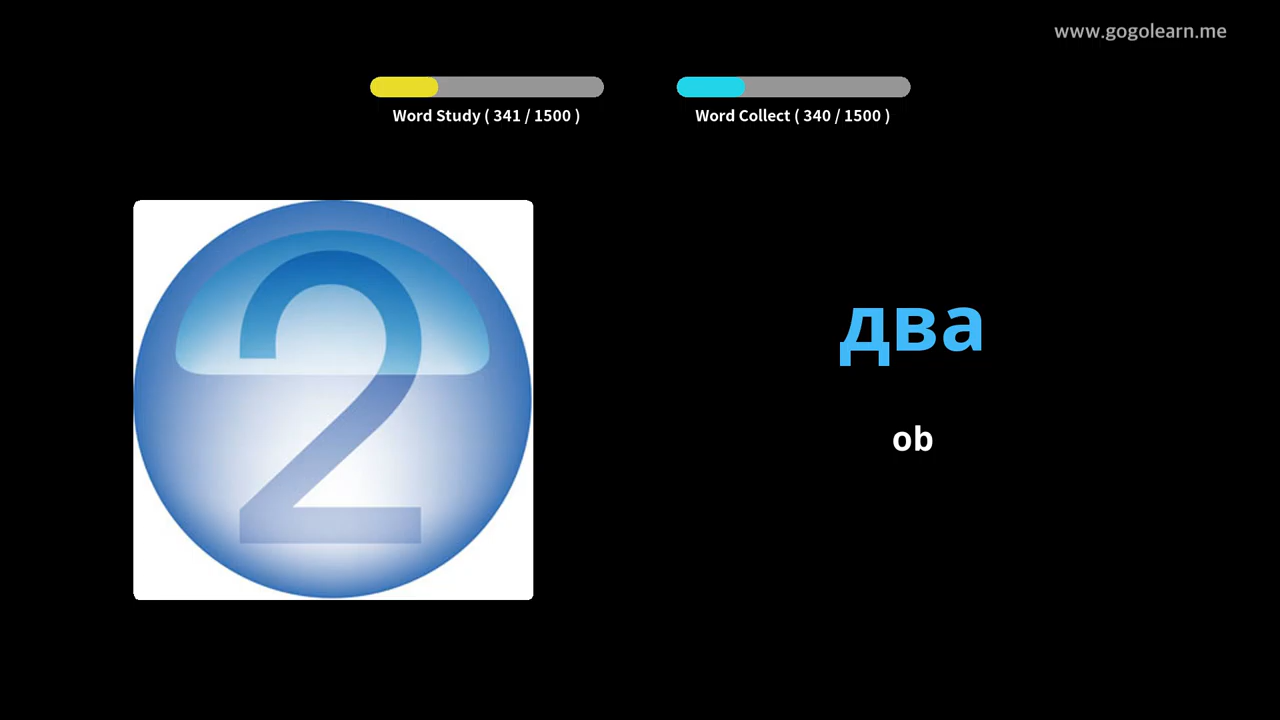 www.gogolearn.me
Word Study ( 341 / 1500 )
Word Collect ( 340 / 1500 )
2
два
ob